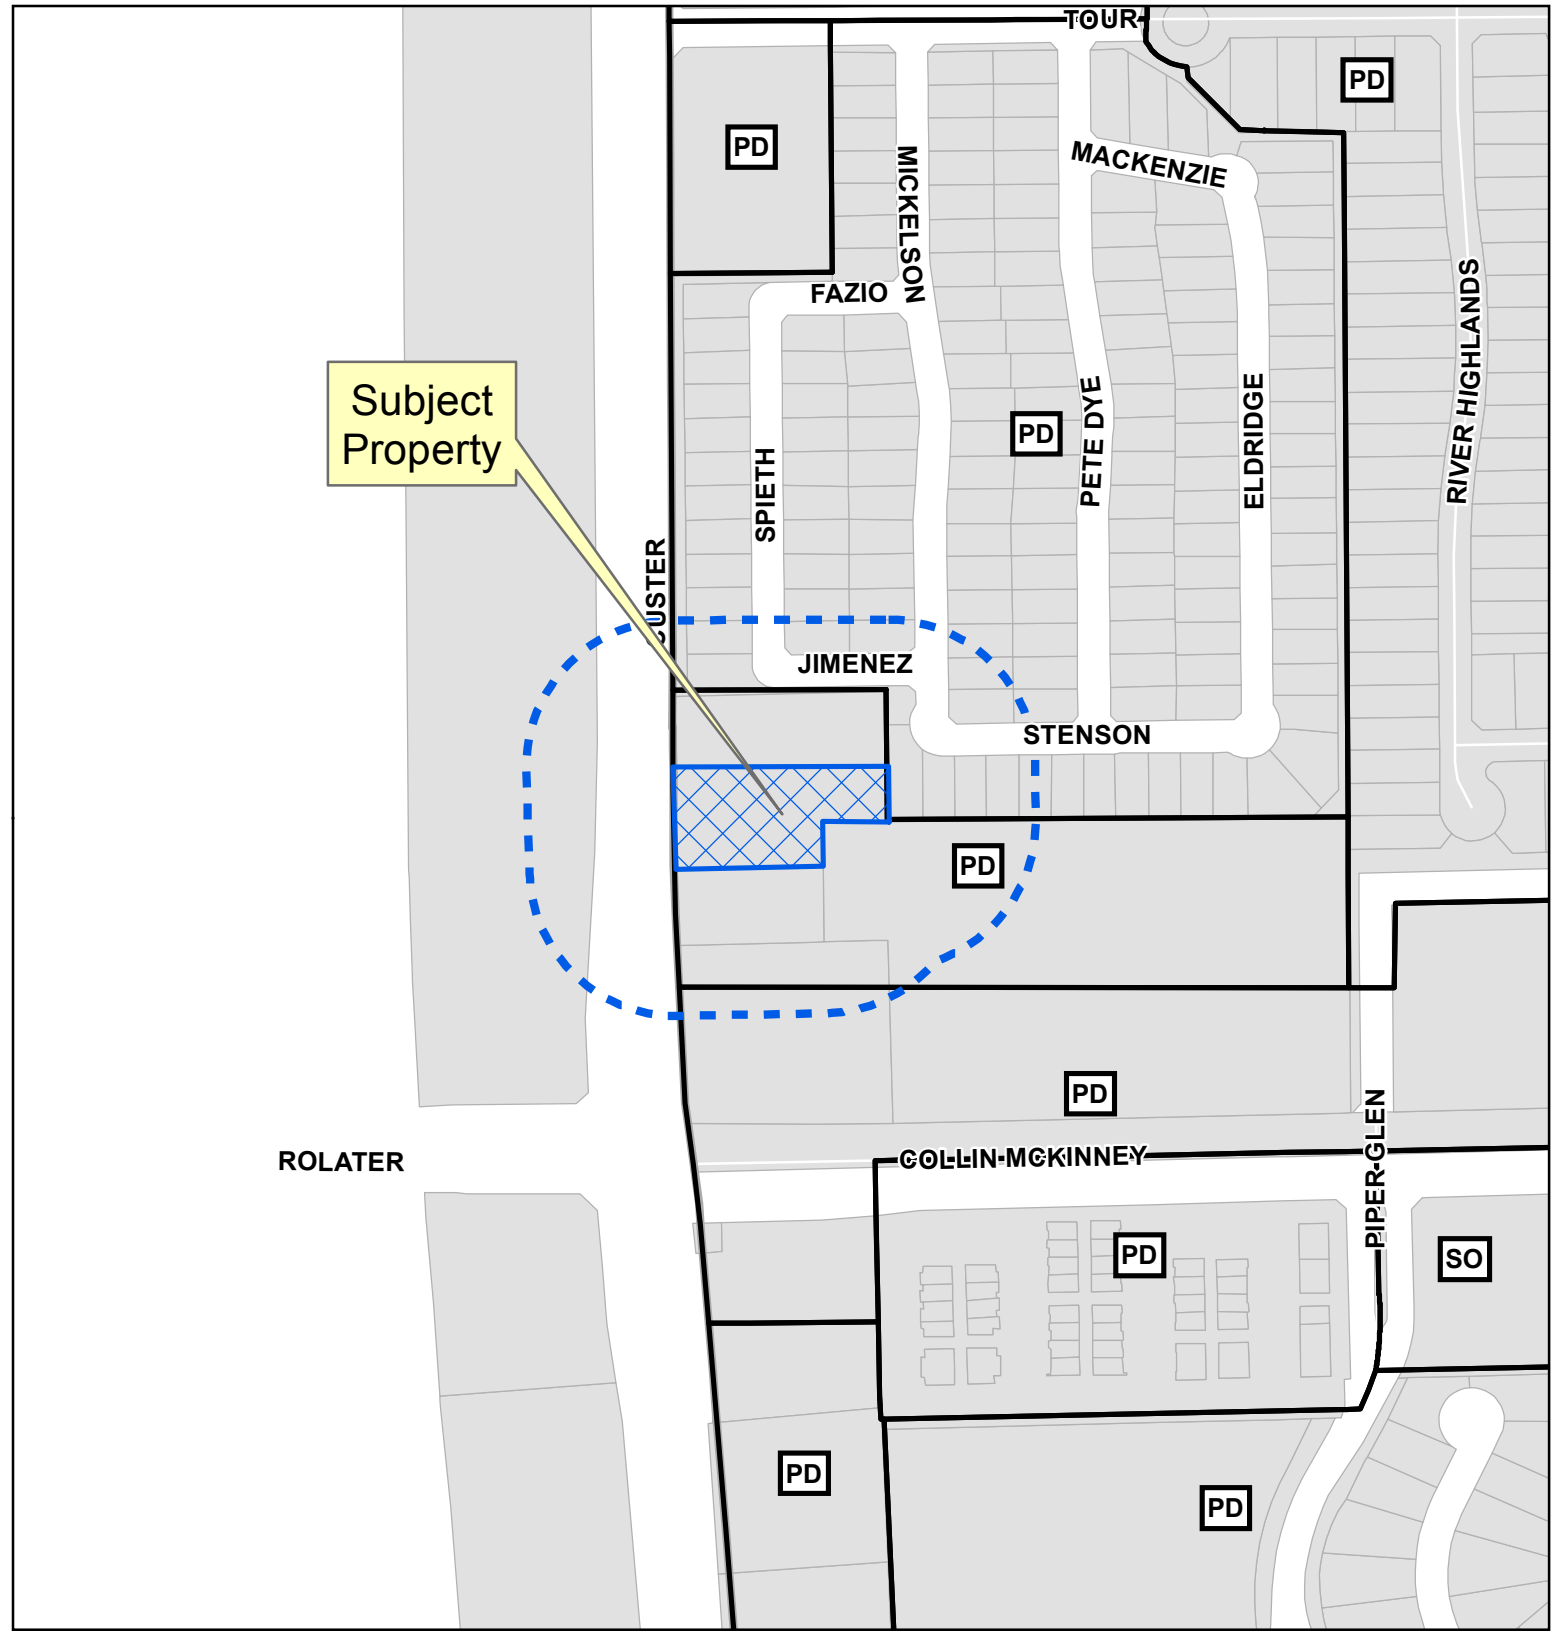 TOUR
PD
PD
MACKENZIE
MICKELSON
FAZIO
RIVER HIGHLANDS
Subject
Property
PETE DYE
ELDRIDGE
PD
SPIETH
CUSTER
JIMENEZ
STENSON
PD
PD
PIPER GLEN
COLLIN MCKINNEY
ROLATER
PD
SO
PD
PD